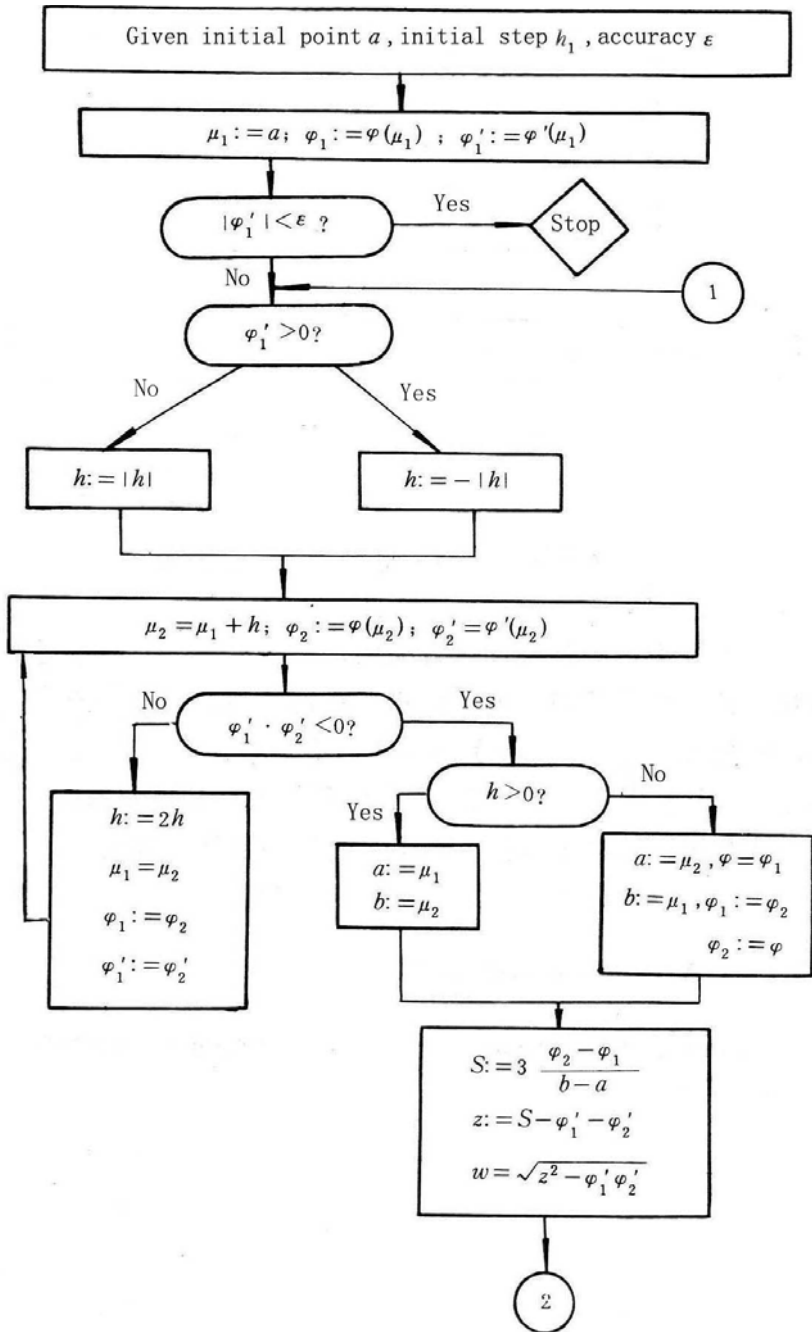 Given initial point a, initial step h₁, accuracy ε
μ₁:=a; φ₁:=φ(μ₁) ; φ₁′:=φ′(μ₁)
|φ₁′|<ε ?
Yes
Stop
No
1
φ₁′>0?
No
Yes
h:=|h|
h:=-|h|
μ₂=μ₁+h; φ₂:=φ(μ₂); φ₂′=φ′(μ₂)
No
φ₁′·φ₂′<0?
Yes
h>0?
Yes
No
h:=2h
μ₁=μ₂
φ₁:=φ₂
φ₁′:=φ₂′
a:=μ₁
b:=μ₂
a:=μ₂,φ=φ₁
b:=μ₁,φ₁:=φ₂
φ₂:=φ
S:=3 (φ₂-φ₁)/(b-a)
z:=S-φ₁′-φ₂′
w=√(z²-φ₁′φ₂′)
2